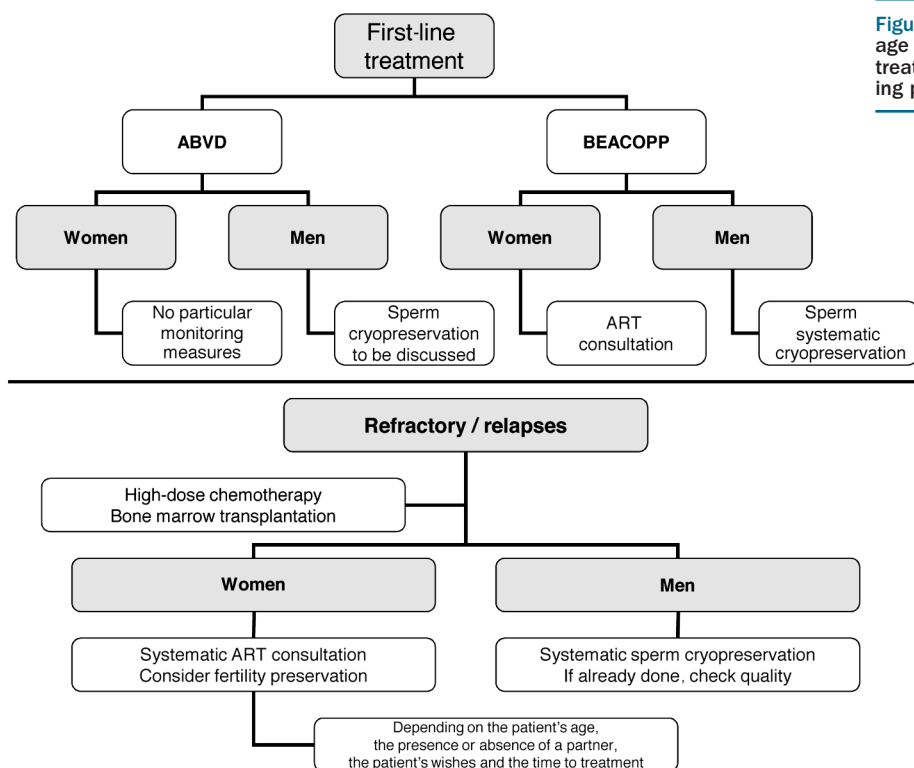 First-line
treatment
Figu
age
treat
ing p
ABVD
BEACOPP
Women
Men
Women
Men
No particular
monitoring
measures
Sperm
cryopreservation
to be discussed
ART
consultation
Sperm
systematic
cryopreservation
Refractory / relapses
High-dose chemotherapy
Bone marrow transplantation
Women
Men
Systematic ART consultation
Consider fertility preservation
Systematic sperm cryopreservation
If already done, check quality
Depending on the patient's age,
the presence or absence of a partner,
the patient's wishes and the time to treatment